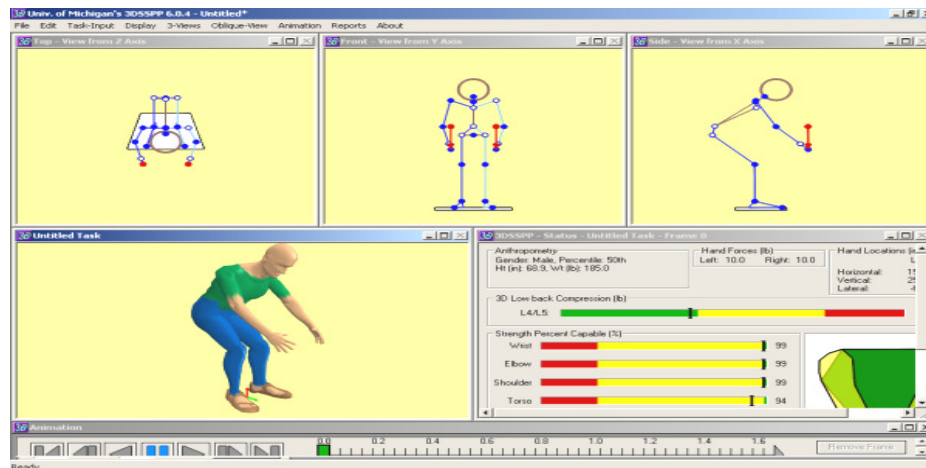 Univ. of Michigan's 3DSSPP 6.0.4 - Untitled*
File Edit Task-Input Display 3-Views Oblique-View Animation Reports About
Top - View from Z Axis
Front - View from Y Axis
Side - View from X Axis
Untitled Task
3DSSPP - Status - Untitled Task - Frame 0
Anthropometry
Gender: Male, Percentile: 50th
Ht (in): 68.9, Wt (lb): 185.0
Hand Forces (lb)
Left: 10.0 Right: 10.0
Hand Locations
Horizontal: 15
Vertical: 25
Lateral:
3D Low back Compression (lb)
L4/L5:
Strength Percent Capable (%)
Wrist 99
Elbow 99
Shoulder 99
Torso 94
Animation
0.0 0.2 0.4 0.6 0.8 1.0 1.2 1.4 1.6
Remove Frame
Ready